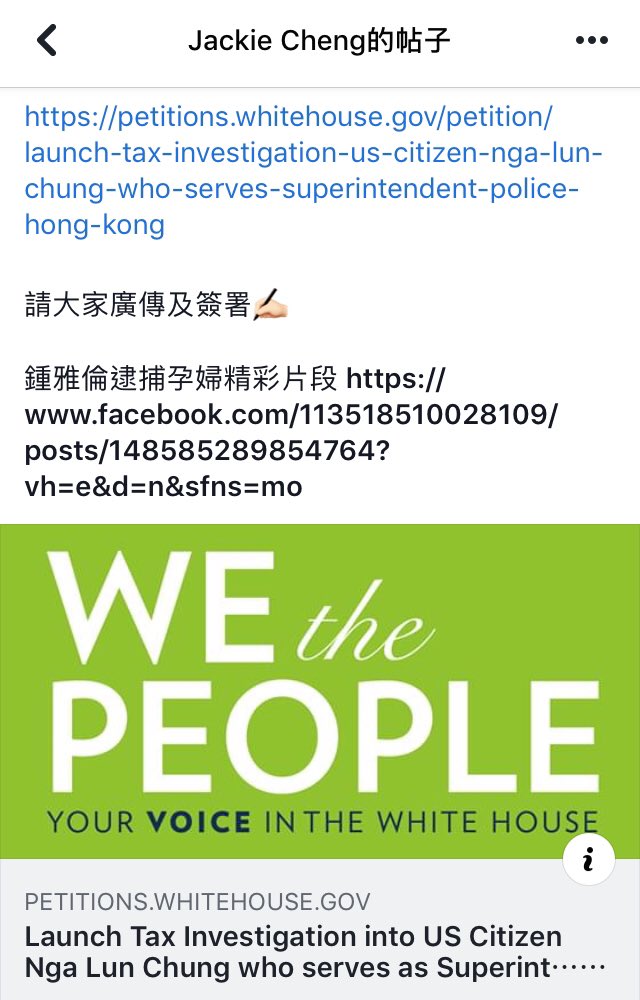 Jackie Cheng的帖子
https://petitions.whitehouse.gov/petition/
launch-tax-investigation-us-citizen-nga-lun-
chung-who-serves-superintendent-police-
hong-kong
請大家廣傳及簽署✍🏻
鍾雅倫逮捕孕婦精彩片段 https://
www.facebook.com/113518510028109/
posts/148585289854764?
vh=e&d=n&sfns=mo
WE the
PEOPLE
YOUR VOICE IN THE WHITE HOUSE
PETITIONS.WHITEHOUSE.GOV
Launch Tax Investigation into US Citizen
Nga Lun Chung who serves as Superint⋯⋯